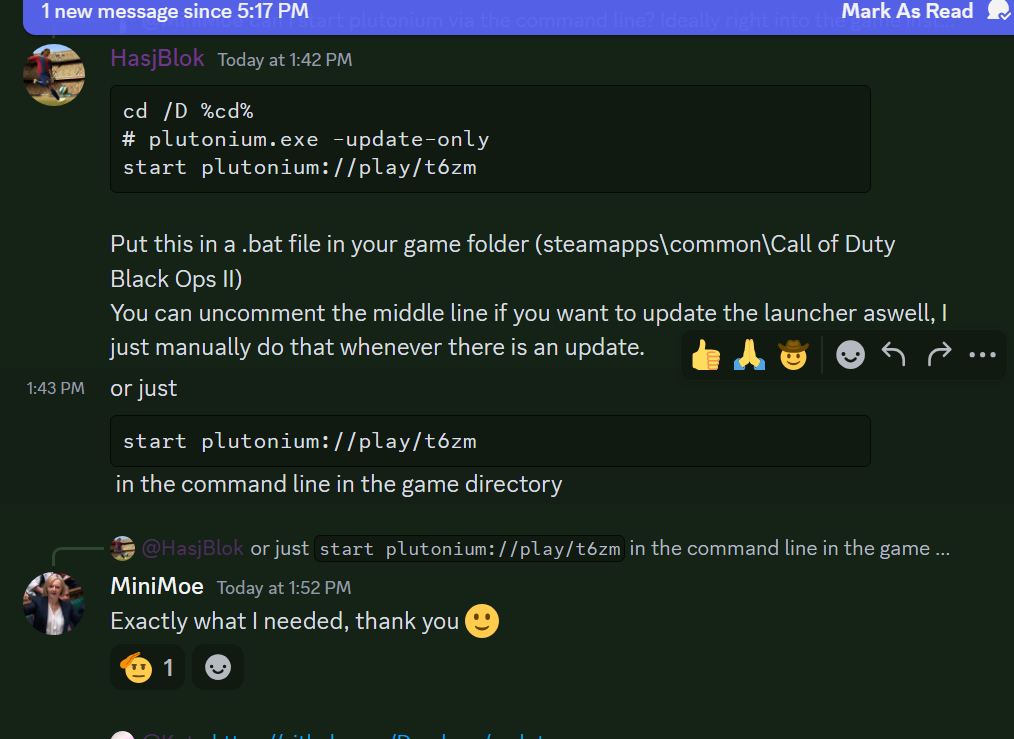 1 new message since 5:17 PM
Mark As Read
start plutonium via the command line? Ideally right into the
HasjBlok Today at 1:42 PM
cd /D %cd%
# plutonium.exe -update-only
start plutonium://play/t6zm
Put this in a .bat file in your game folder (steamapps\common\Call of Duty
Black Ops II)
You can uncomment the middle line if you want to update the launcher aswell, I
just manually do that whenever there is an update.
1:43 PM or just
start plutonium://play/t6zm
in the command line in the game directory
@HasjBlok or just start plutonium://play/t6zm in the command line in the game ...
MiniMoe Today at 1:52 PM
Exactly what I needed, thank you
1